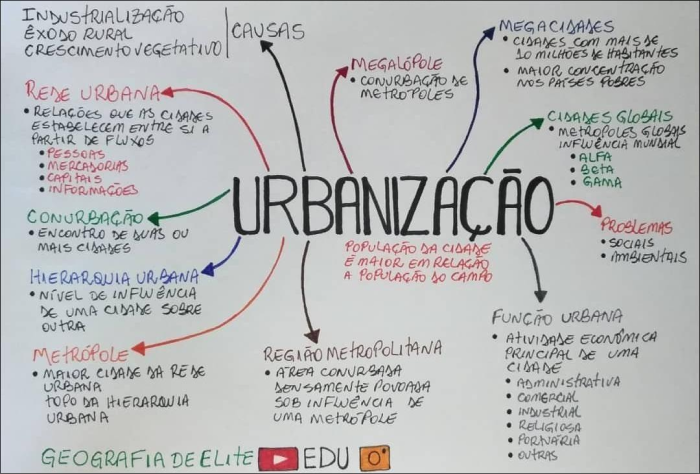 INDUSTRIALIZAÇÃO
ÊXODO RURAL
CRESCIMENTO VEGETATIVO
CAUSAS
MEGALÓPOLE
• CONURBAÇÃO DE
METRÓPOLES
MEGACIDADES
• CIDADES COM MAIS DE
10 MILHÕES DE HABITANTES
• MAIOR CONCENTRAÇÃO
NOS PAÍSES POBRES
REDE URBANA
• RELAÇÕES QUE AS CIDADES
ESTABELECEM ENTRE SI A
PARTIR DE FLUXOS
• PESSOAS
• MERCADORIAS
• CAPITAIS
• INFORMAÇÕES
CIDADES GLOBAIS
• METRÓPOLES GLOBAIS
INFLUÊNCIA MUNDIAL
• ALFA
• BETA
• GAMA
URBANIZAÇÃO
POPULAÇÃO DA CIDADE
É MAIOR EM RELAÇÃO
A POPULAÇÃO DO CAMPO
CONURBAÇÃO
• ENCONTRO DE DUAS OU
MAIS CIDADES
PROBLEMAS
• SOCIAIS
• AMBIENTAIS
HIERARQUIA URBANA
• NÍVEL DE INFLUÊNCIA
DE UMA CIDADE SOBRE
OUTRA
METRÓPOLE
• MAIOR CIDADE DA REDE
URBANA
TOPO DA HIERARQUIA
URBANA
REGIÃO METROPOLITANA
• ÁREA CONURBADA
DENSAMENTE POVOADA
SOB INFLUÊNCIA DE
UMA METRÓPOLE
FUNÇÃO URBANA
• ATIVIDADE ECONÔMICA
PRINCIPAL DE UMA
CIDADE
• ADMINISTRATIVA
• COMERCIAL
• INDUSTRIAL
• RELIGIOSA
• PORTUÁRIA
• OUTRAS
GEOGRAFIA DE ELITE EDU